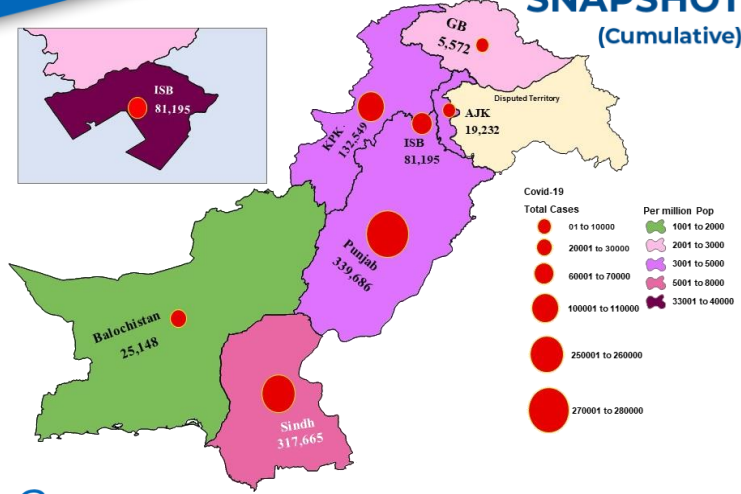 SNAPSHOT
(Cumulative)
GB
5,572
ISB
81,195
Disputed Territory
AJK
19,232
KPK.
132,549
ISB
81,195
Punjab
339,686
Balochistan
25,148
Sindh
317,665
Covid-19
Total Cases
01 to 10000
20001 to 30000
60001 to 70000
100001 to 110000
250001 to 260000
270001 to 280000
Per million Pop
1001 to 2000
2001 to 3000
3001 to 5000
5001 to 8000
33001 to 40000